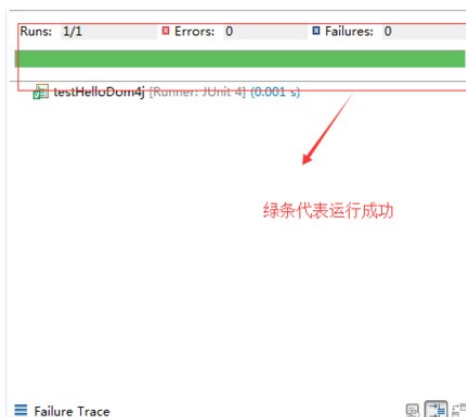 Runs: 1/1 Errors: 0 Failures: 0
testHelloDom4j [Runner: JUnit 4] (0.001 s)
绿条代表运行成功
Failure Trace